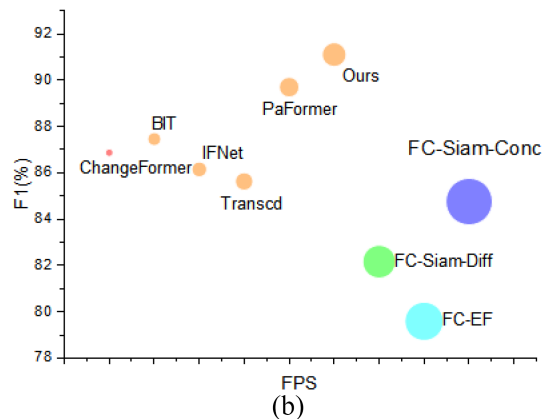 92
90
88
86
84
82
80
78
F1(%)
Ours
PaFormer
BIT
IFNet
ChangeFormer
Transcd
FC-Siam-Conc
FC-Siam-Diff
FC-EF
FPS
(b)